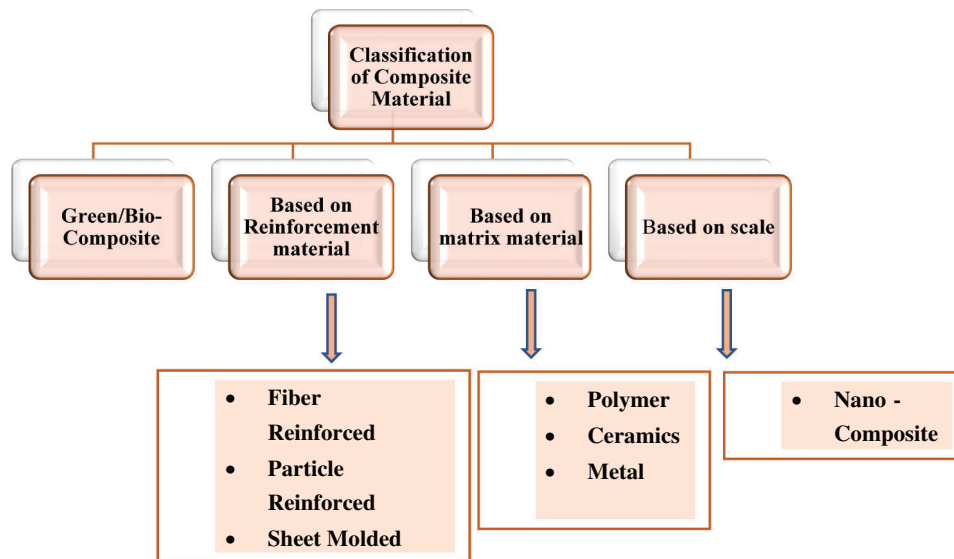 Classification
of Composite
Material
Green/Bio-
Composite
Based on
Reinforcement
material
Based on
matrix material
Based on scale
• Fiber
Reinforced
• Particle
Reinforced
• Sheet Molded
• Polymer
• Ceramics
• Metal
• Nano -
Composite